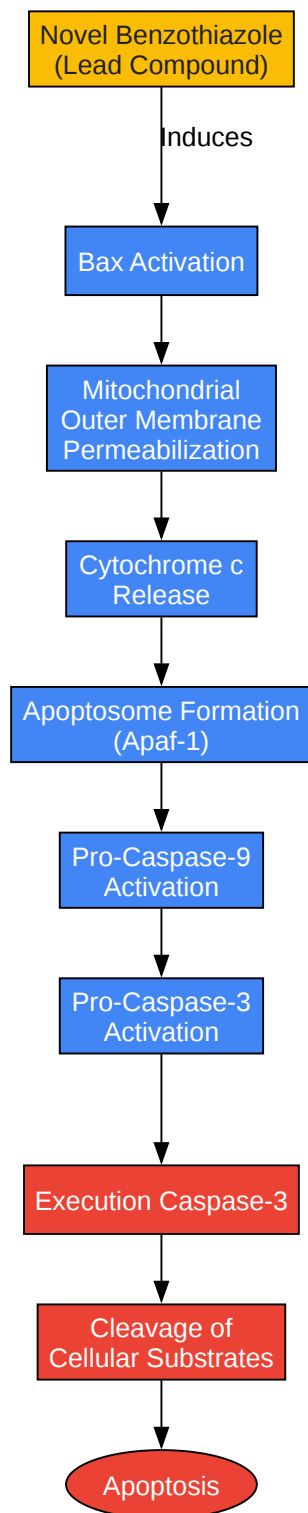 Novel Benzothiazole
(Lead Compound)
Induces
Bax Activation
Mitochondrial
Outer Membrane
Permeabilization
Cytochrome c
Release
Apoptosome Formation
(Apaf-1)
Pro-Caspase-9
Activation
Pro-Caspase-3
Activation
Execution Caspase-3
Cleavage of
Cellular Substrates
Apoptosis